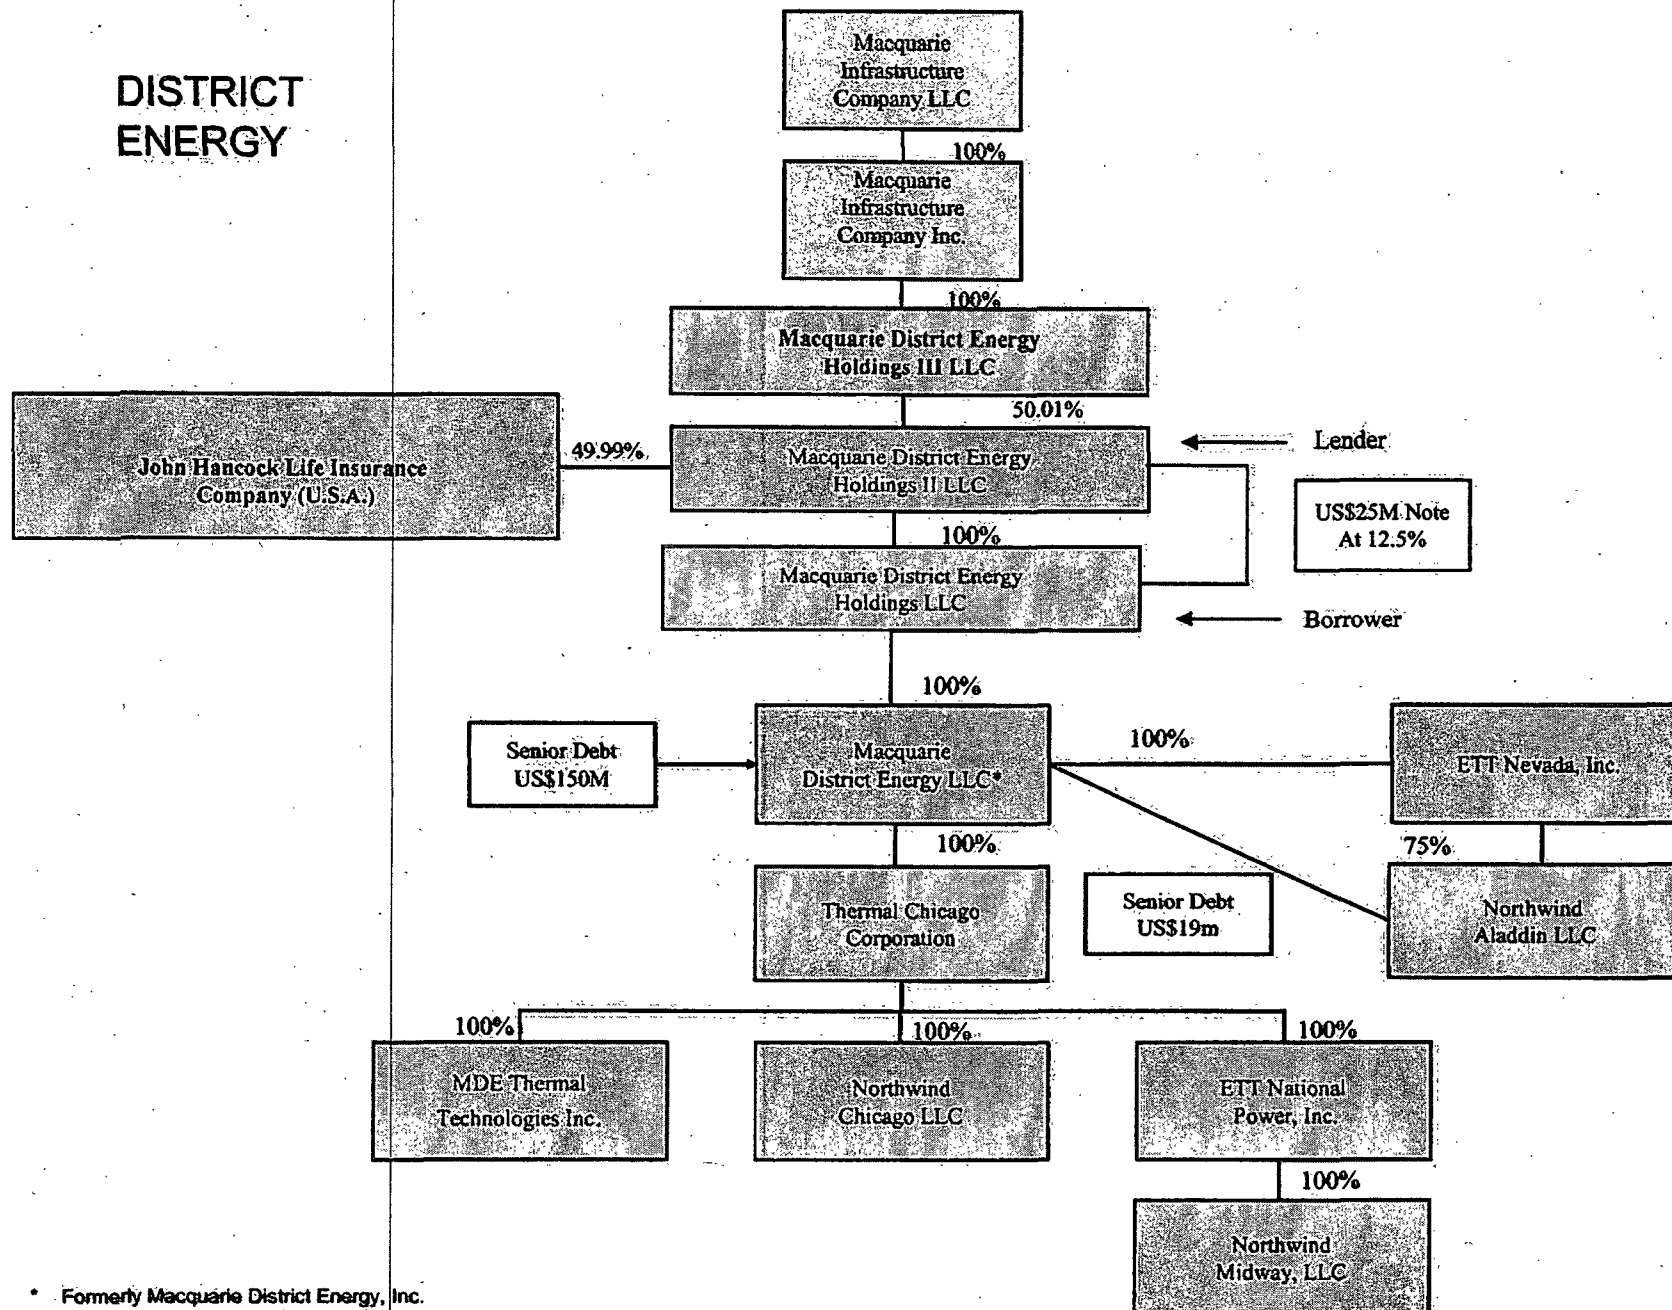 DISTRICT
ENERGY
Macquarie
Infrastructure
Company LLC
100%
Macquarie
Infrastructure
Company Inc.
100%
Macquarie District Energy
Holdings III LLC
50.01%
John Hancock Life Insurance
Company (U.S.A.)
49.99%
Macquarie District Energy
Holdings II LLC
Lender
US$25M Note
At 12.5%
100%
Macquarie District Energy
Holdings LLC
Borrower
100%
Senior Debt
US$150M
Macquarie
District Energy LLC*
100%
ETT Nevada, Inc.
100%
75%
Thermal Chicago
Corporation
Senior Debt
US$19m
Northwind
Aladdin LLC
100%
100%
100%
MDE Thermal
Technologies Inc.
Northwind
Chicago LLC
ETT National
Power, Inc.
100%
Northwind
Midway, LLC
* Formerly Macquarie District Energy, Inc.